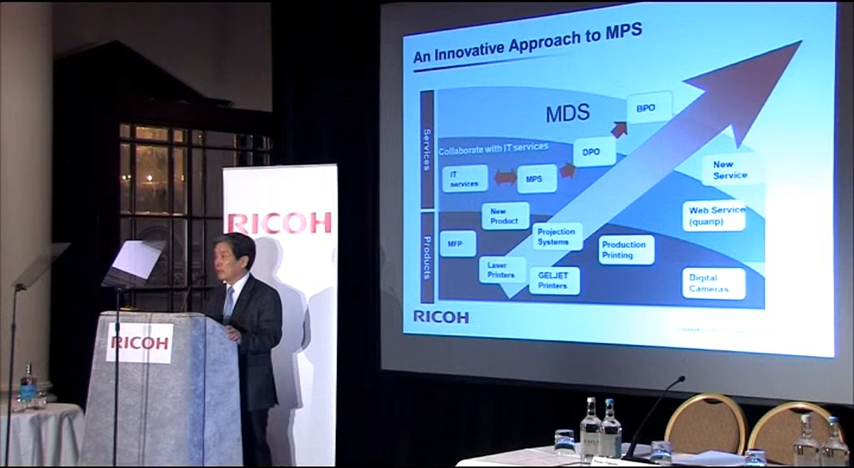 An Innovative Approach to MPS
MDS
BPO
Services
Collaborate with IT services
DPO
IT
services
MPS
New
Service
New
Product
Web Service
(quanp)
Products
MFP
Projection
Systems
Production
Printing
Laser
Printers
GELJET
Printers
Digital
Cameras
RICOH
RICOH
RICOH